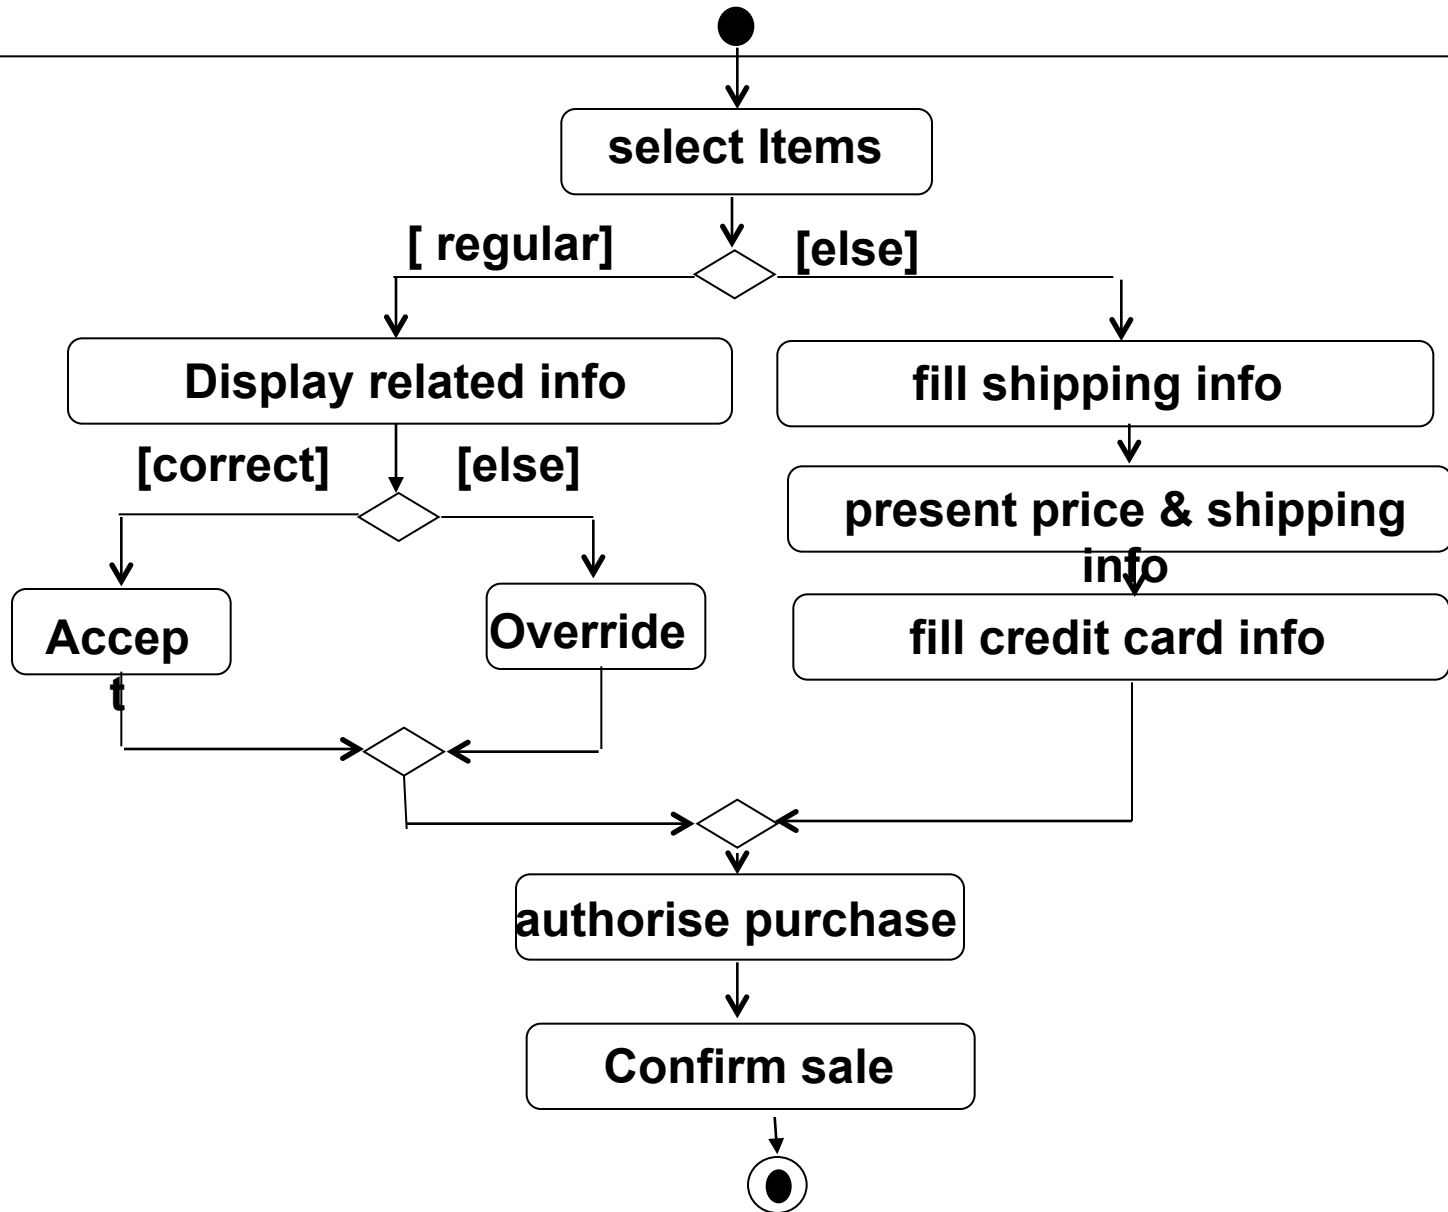 select Items
[ regular]
[else]
Display related info
fill shipping info
[correct]
[else]
present price & shipping
info
Accep
t
Override
fill credit card info
authorise purchase
Confirm sale